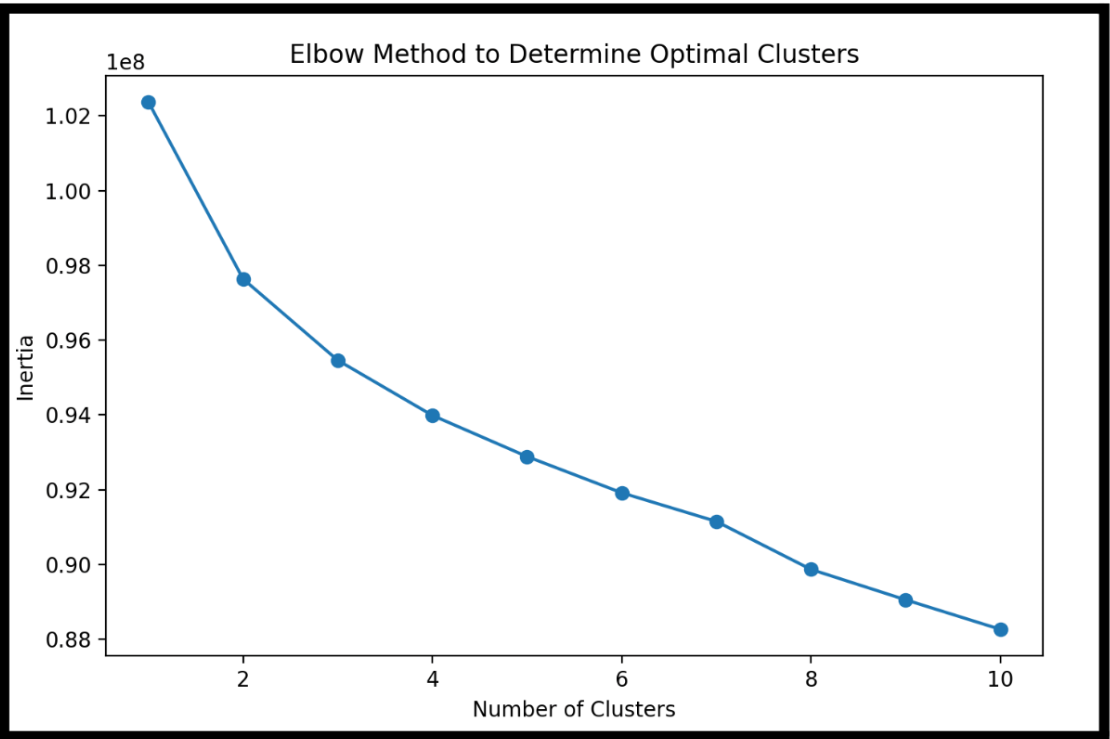 Elbow Method to Determine Optimal Clusters
1e8
1.02
1.00
0.98
0.96
0.94
0.92
0.90
0.88
Inertia
2 4 6 8 10
Number of Clusters